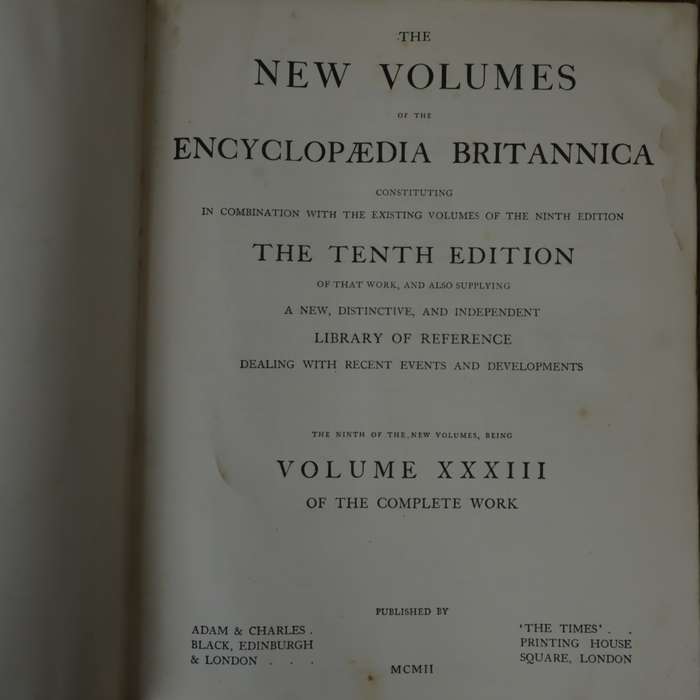 THE
NEW VOLUMES
OF THE
ENCYCLOPÆDIA BRITANNICA
CONSTITUTING
IN COMBINATION WITH THE EXISTING VOLUMES OF THE NINTH EDITION
THE TENTH EDITION
OF THAT WORK, AND ALSO SUPPLYING
A NEW, DISTINCTIVE, AND INDEPENDENT
LIBRARY OF REFERENCE
DEALING WITH RECENT EVENTS AND DEVELOPMENTS
THE NINTH OF THE NEW VOLUMES, BEING
VOLUME XXXIII
OF THE COMPLETE WORK
PUBLISHED BY
ADAM & CHARLES .
BLACK, EDINBURGH
& LONDON . . .
'THE TIMES' . .
PRINTING HOUSE
SQUARE, LONDON
MCMII